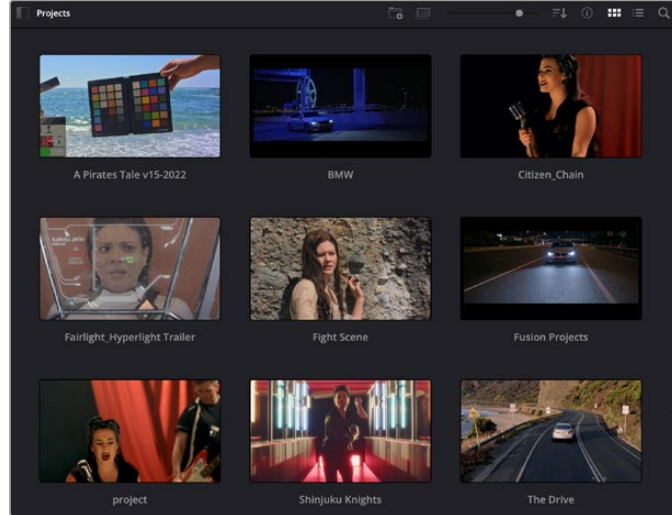 Projects
A Pirates Tale v15-2022
BMW
Citizen_Chain
Fairlight_Hyperlight Trailer
Fight Scene
Fusion Projects
project
Shinjuku Knights
The Drive